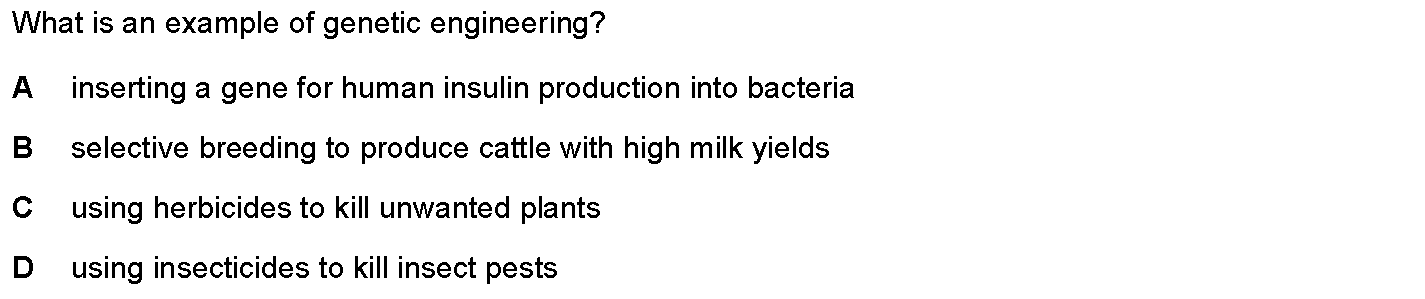 What is an example of genetic engineering?
A inserting a gene for human insulin production into bacteria
B selective breeding to produce cattle with high milk yields
C using herbicides to kill unwanted plants
D using insecticides to kill insect pests